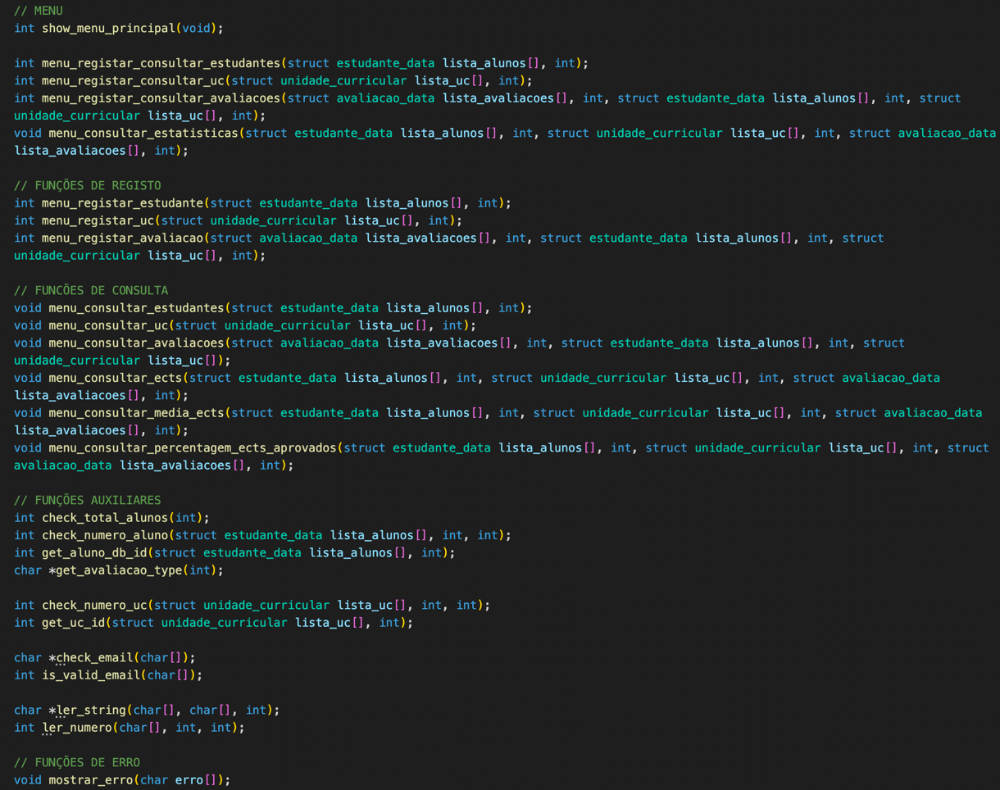 // MENU
int show_menu_principal(void);

int menu_registar_consultar_estudantes(struct estudante_data lista_alunos[], int);
int menu_registar_consultar_uc(struct unidade_curricular lista_uc[], int);
int menu_registar_consultar_avaliacoes(struct avaliacao_data lista_avaliacoes[], int, struct estudante_data lista_alunos[], int, struct
unidade_curricular lista_uc[], int);
void menu_consultar_estatisticas(struct estudante_data lista_alunos[], int, struct unidade_curricular lista_uc[], int, struct avaliacao_data
lista_avaliacoes[], int);

// FUNÇÕES DE REGISTO
int menu_registar_estudante(struct estudante_data lista_alunos[], int);
int menu_registar_uc(struct unidade_curricular lista_uc[], int);
int menu_registar_avaliacao(struct avaliacao_data lista_avaliacoes[], int, struct estudante_data lista_alunos[], int, struct
unidade_curricular lista_uc[], int);

// FUNCÕES DE CONSULTA
void menu_consultar_estudantes(struct estudante_data lista_alunos[], int);
void menu_consultar_uc(struct unidade_curricular lista_uc[], int);
void menu_consultar_avaliacoes(struct avaliacao_data lista_avaliacoes[], int, struct estudante_data lista_alunos[], int, struct
unidade_curricular lista_uc[]);
void menu_consultar_ects(struct estudante_data lista_alunos[], int, struct unidade_curricular lista_uc[], int, struct avaliacao_data
lista_avaliacoes[], int);
void menu_consultar_media_ects(struct estudante_data lista_alunos[], int, struct unidade_curricular lista_uc[], int, struct avaliacao_data
lista_avaliacoes[], int);
void menu_consultar_percentagem_ects_aprovados(struct estudante_data lista_alunos[], int, struct unidade_curricular lista_uc[], int, struct
avaliacao_data lista_avaliacoes[], int);

// FUNÇÕES AUXILIARES
int check_total_alunos(int);
int check_numero_aluno(struct estudante_data lista_alunos[], int, int);
int get_aluno_db_id(struct estudante_data lista_alunos[], int);
char *get_avaliacao_type(int);

int check_numero_uc(struct unidade_curricular lista_uc[], int, int);
int get_uc_id(struct unidade_curricular lista_uc[], int);

char *check_email(char[]);
int is_valid_email(char[]);

char *ler_string(char[], char[], int);
int ler_numero(char[], int, int);

// FUNÇÕES DE ERRO
void mostrar_erro(char erro[]);